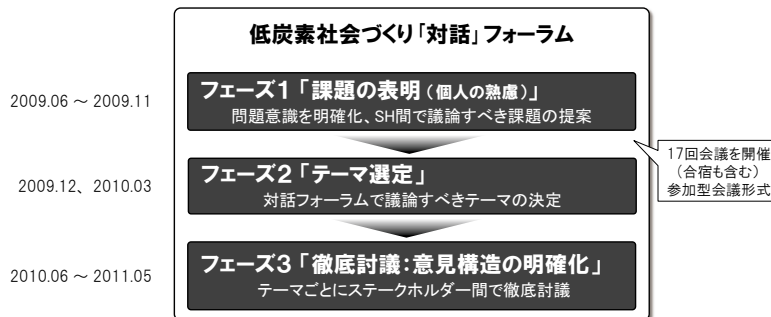 低炭素社会づくり「対話」フォーラム
2009.06 ～ 2009.11
フェーズ1「課題の表明（個人の熟慮）」
問題意識を明確化、SH間で議論すべき課題の提案
17回会議を開催
（合宿も含む）
参加型会議形式
2009.12、2010.03
フェーズ2「テーマ選定」
対話フォーラムで議論すべきテーマの決定
2010.06 ～ 2011.05
フェーズ3「徹底討議：意見構造の明確化」
テーマごとにステークホルダー間で徹底討議